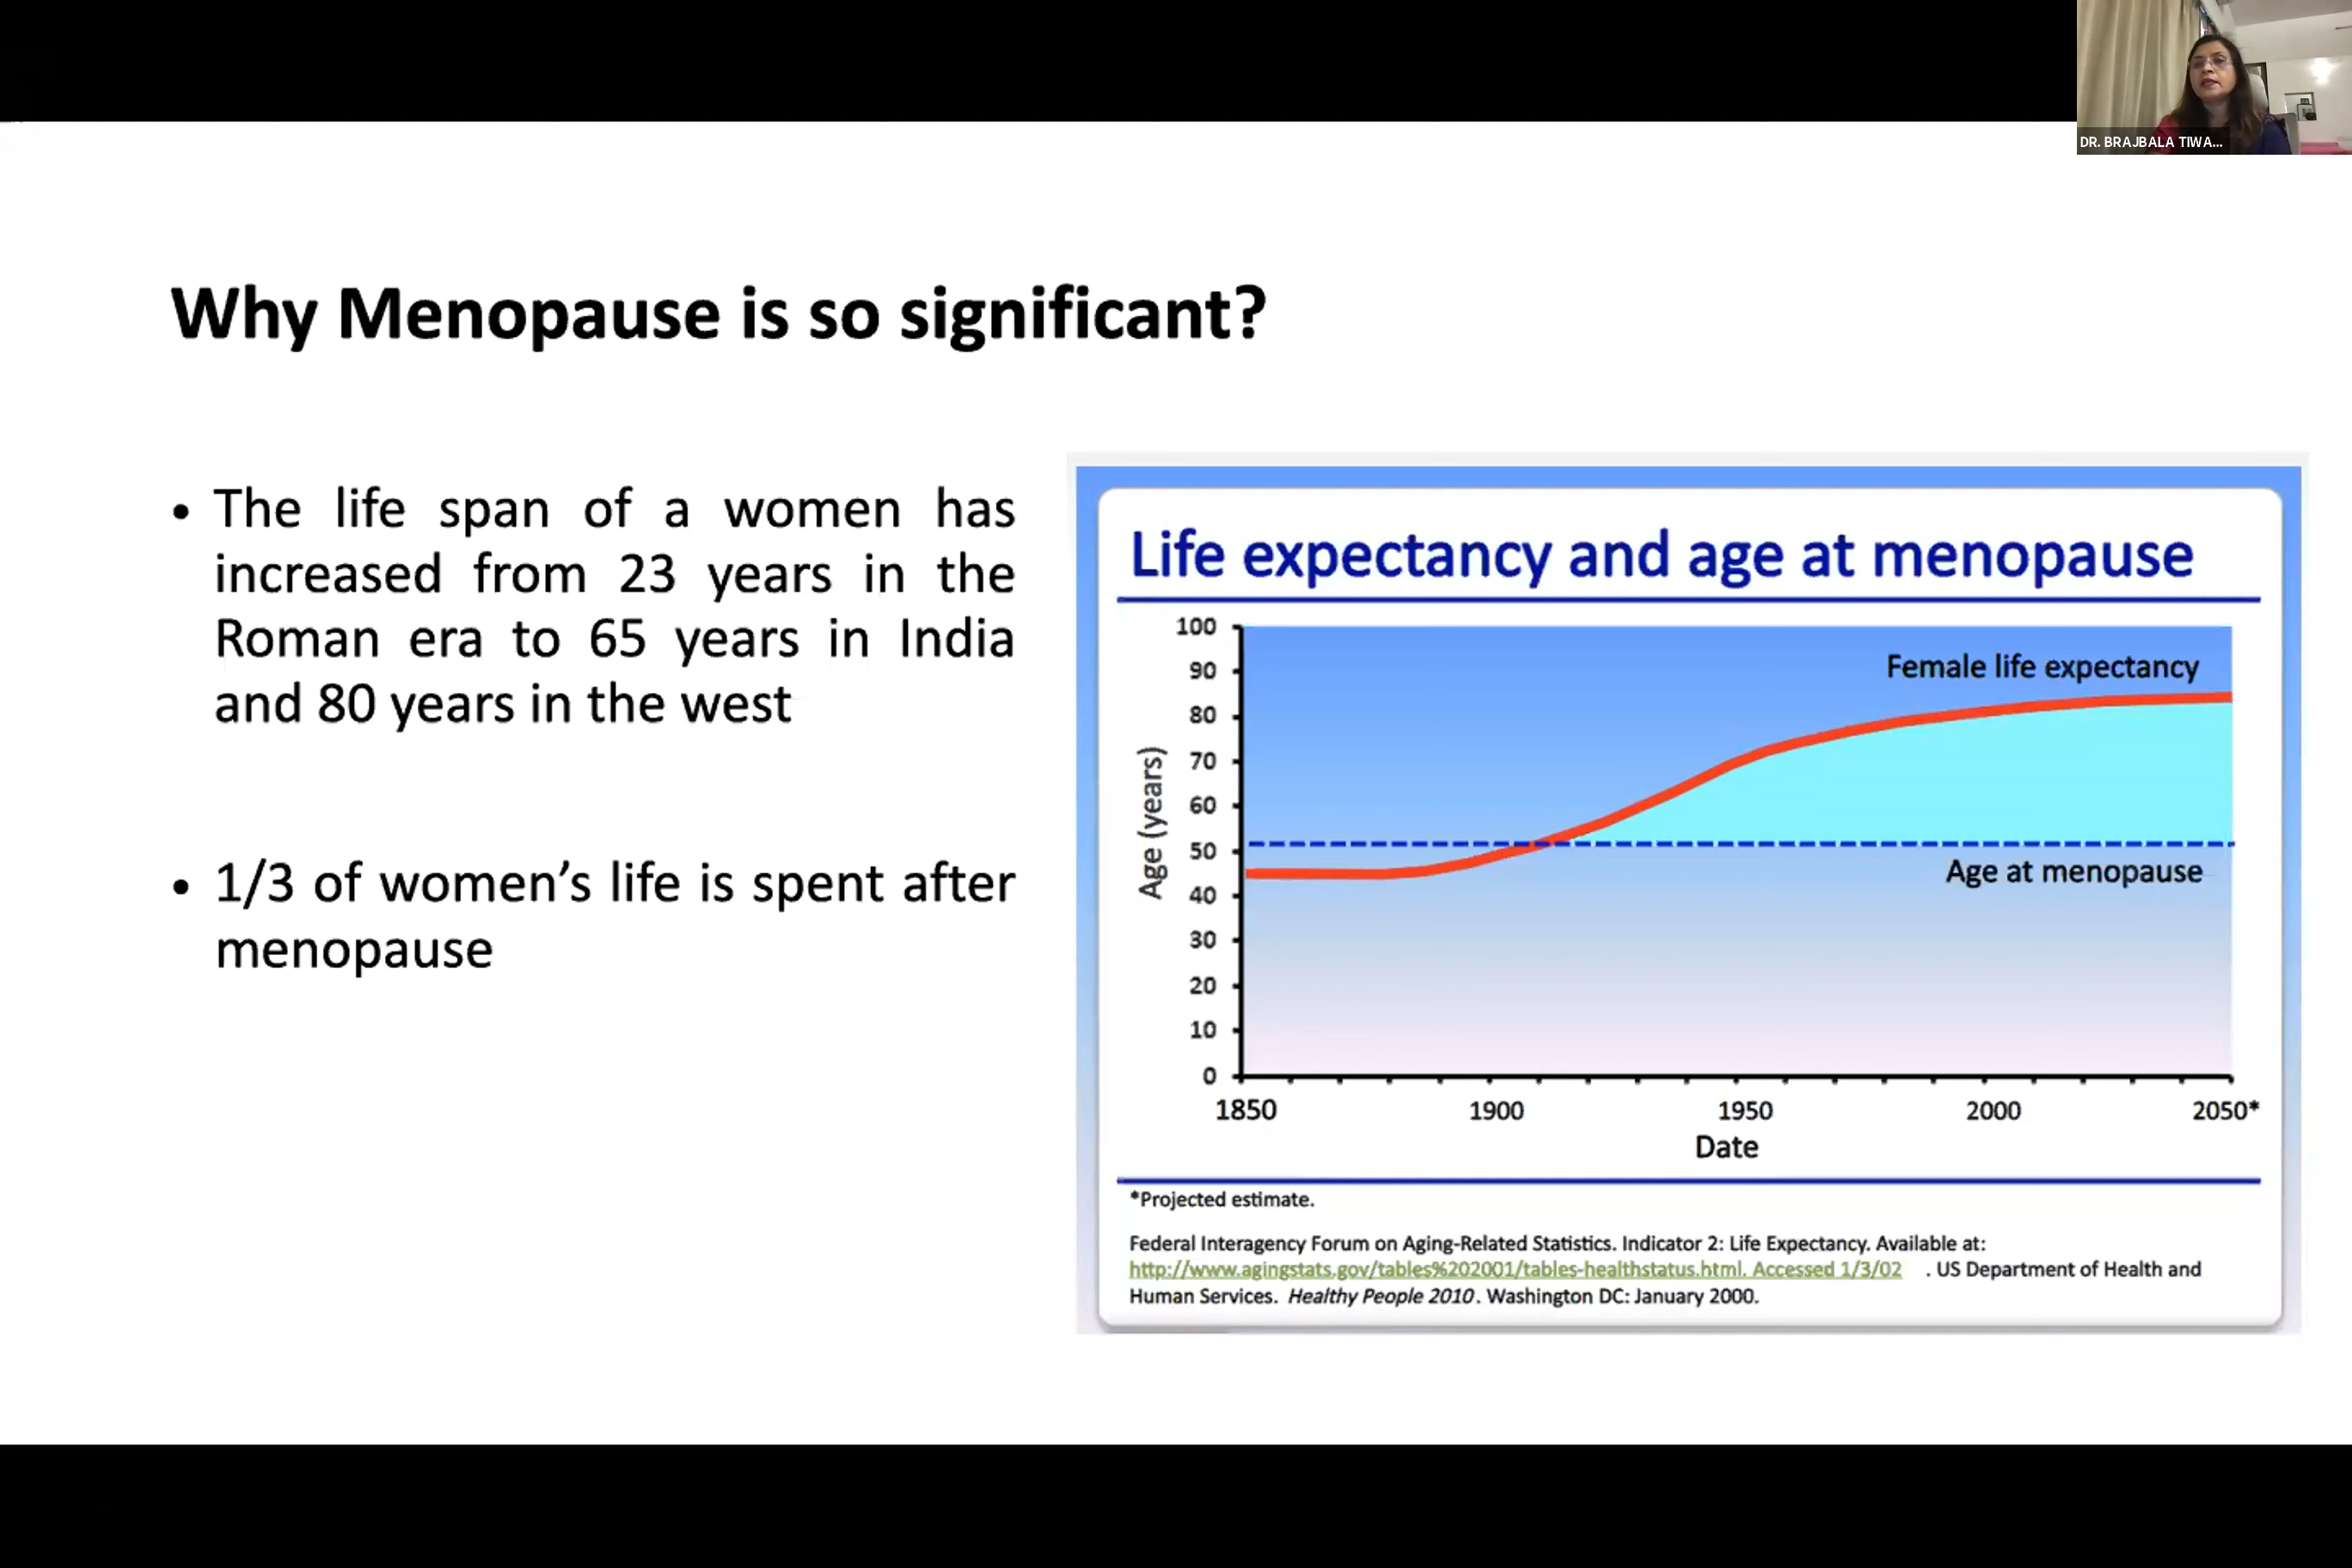 DR. BRAJBALA TIWA...
Why Menopause is so significant?
• The life span of a women has
increased from 23 years in the
Roman era to 65 years in India
and 80 years in the west
• 1/3 of women's life is spent after
menopause
Life expectancy and age at menopause
100
90
80
70
60
50
40
30
20
10
0
Age (years)
Female life expectancy
Age at menopause
1850 1900 1950 2000 2050*
Date
*Projected estimate.
Federal Interagency Forum on Aging-Related Statistics. Indicator 2: Life Expectancy. Available at:
http://www.agingstats.gov/tables%202001/tables-healthstatus.html. Accessed 1/3/02 . US Department of Health and
Human Services. Healthy People 2010. Washington DC: January 2000.